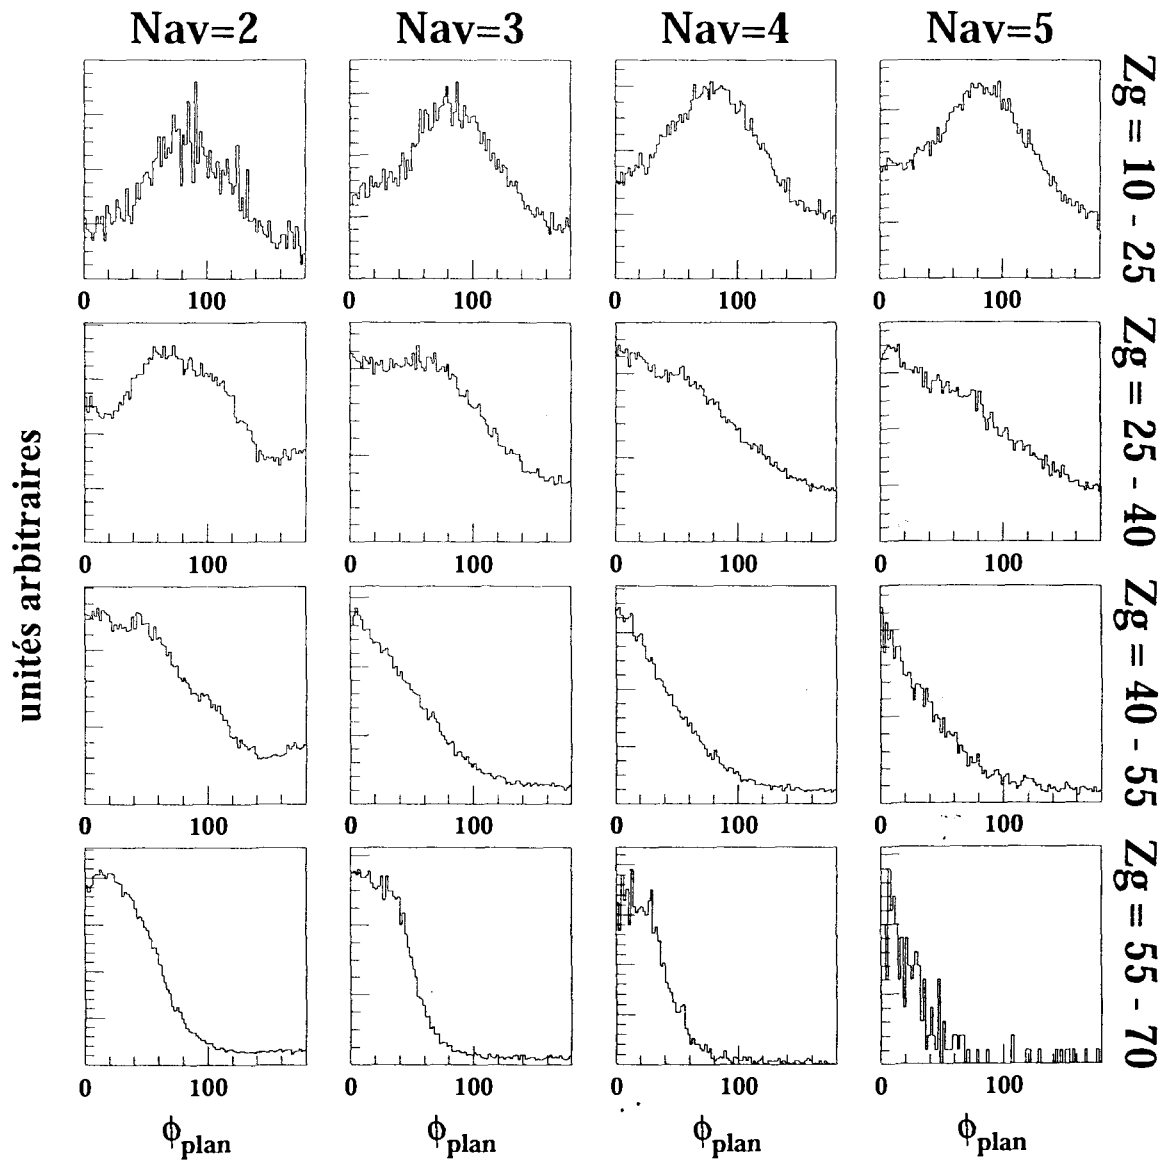 Nav=2 Nav=3 Nav=4 Nav=5
Zg = 10 - 25
0 100 0 100 0 100 0 100
Zg = 25 - 40
0 100 0 100 0 100 0 100
unités arbitraires
Zg = 40 - 55
0 100 0 100 0 100 0 100
Zg = 55 - 70
0 100 0 100 0 100 0 100
ϕplan ϕplan ϕplan ϕplan